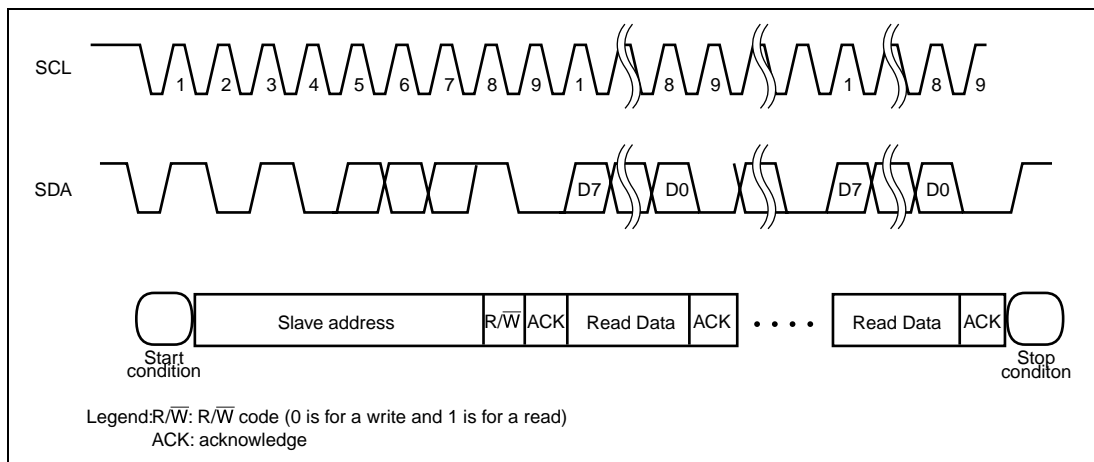 SCL
1 2 3 4 5 6 7 8 9 1 8 9 1 8 9
SDA
D7 D0 D7 D0
Slave address R/W̅ ACK Read Data ACK • • • • Read Data ACK
Start condition
Stop conditon
Legend:R/W̅: R/W̅ code (0 is for a write and 1 is for a read)
ACK: acknowledge